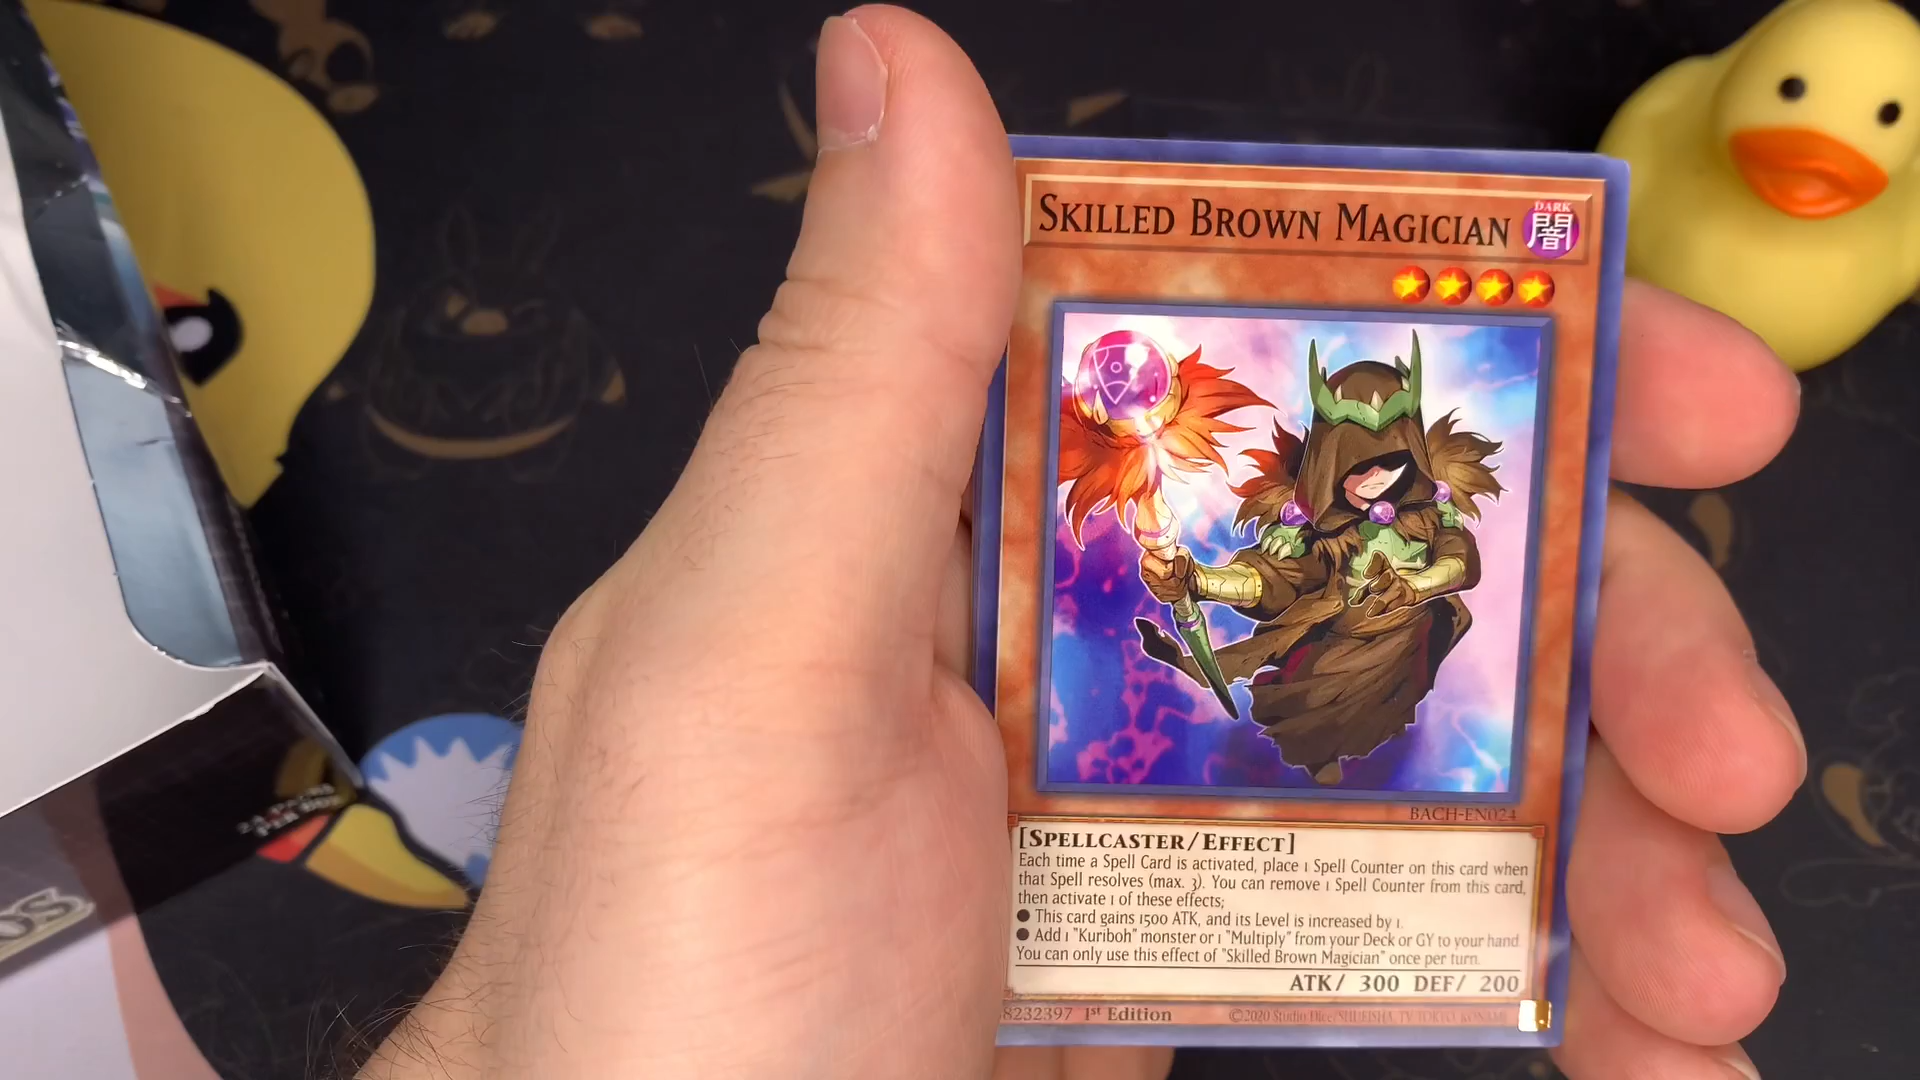 SKILLED BROWN MAGICIAN
DARK
闇
BACH-EN024
[SPELLCASTER/EFFECT]
Each time a Spell Card is activated, place 1 Spell Counter on this card when
that Spell resolves (max. 3). You can remove 1 Spell Counter from this card,
then activate 1 of these effects;
● This card gains 1500 ATK, and its Level is increased by 1.
● Add 1 "Kuriboh" monster or 1 "Multiply" from your Deck or GY to your hand.
You can only use this effect of "Skilled Brown Magician" once per turn.
ATK/ 300 DEF/ 200
8232397 1st Edition
©2020 Studio Dice/SHUEISHA, TV TOKYO, KONAMI
OS